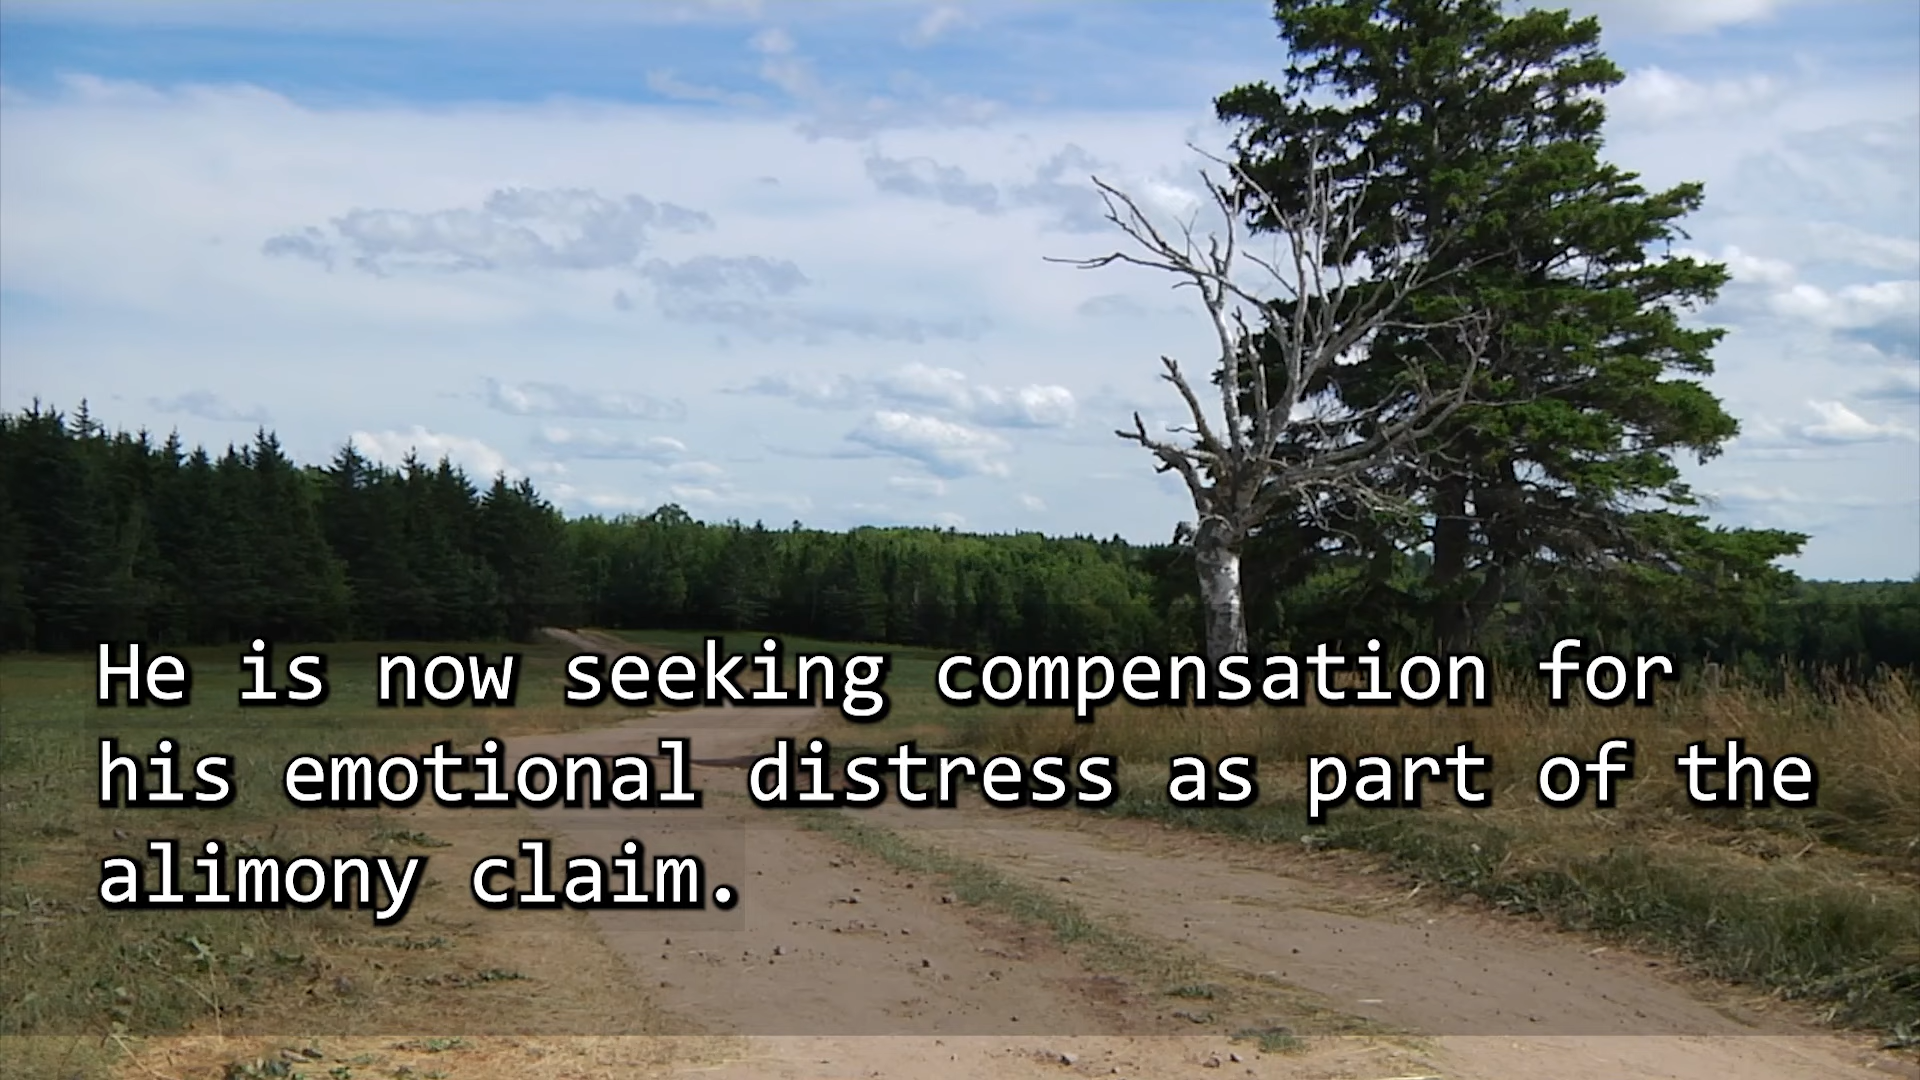 He is now seeking compensation for
his emotional distress as part of the
alimony claim.